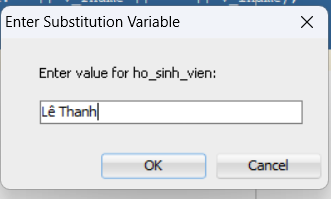 Enter Substitution Variable
Enter value for ho_sinh_vien:
Lê Thanh
OK
Cancel